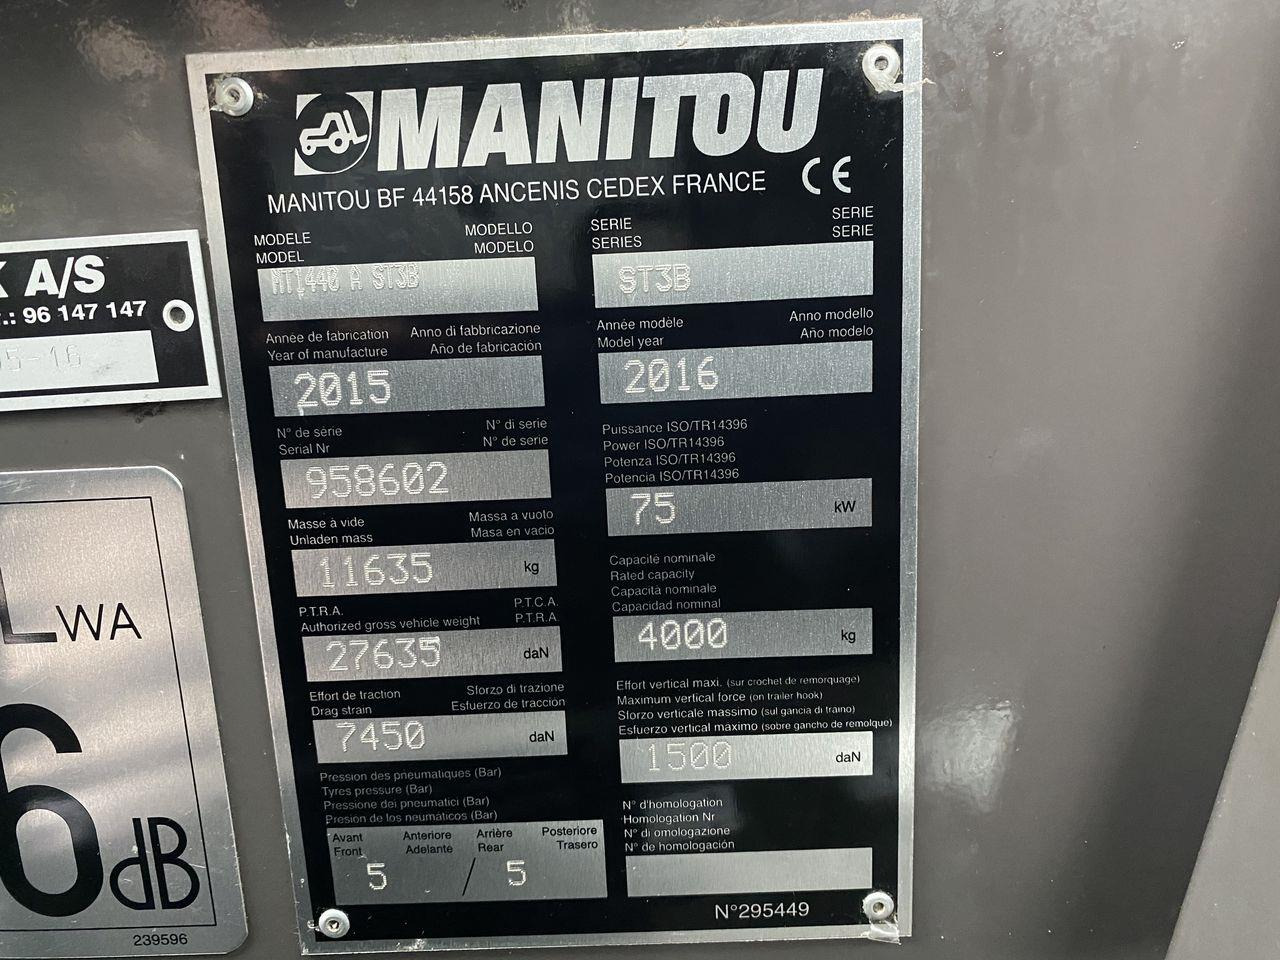 MANITOU
MANITOU BF 44158 ANCENIS CEDEX FRANCE CE
MODELE MODELLO
MODEL MODELO
MT1440 A ST3B
SERIE SERIE
SERIES SERIE
ST3B
Année de fabrication Anno di fabbricazione
Year of manufacture Año de fabricación
2015
Année modèle Anno modello
Model year Año modelo
2016
N° de série N° di serie
Serial Nr N° de serie
958602
Puissance ISO/TR14396
Power ISO/TR14396
Potenza ISO/TR14396
Potencia ISO/TR14396
75 kW
Masse à vide Massa a vuoto
Unladen mass Masa en vacio
11635 kg
Capacité nominale
Rated capacity
Capacità nominale
Capacidad nominal
4000 kg
P.T.R.A. P.T.C.A.
Authorized gross vehicle weight P.T.R.A.
27635 daN
Effort vertical maxi. (sur crochet de remorquage)
Maximum vertical force (on trailer hook)
Sforzo verticale massimo (sul gancia di traino)
Esfuerzo vertical máximo (sobre gancho de remolque)
1500 daN
Effort de traction Sforzo di trazione
Drag strain Esfuerzo de tracción
7450 daN
Pression des pneumatiques (Bar)
Tyres pressure (Bar)
Pressione dei pneumatici (Bar)
Presión de los neumáticos (Bar)
Avant Anteriore Arrière Posteriore
Front Adelante Rear Trasero
5 / 5
N° d'homologation
Homologation Nr
N° di omologazione
N° de homologación
N°295449
A/S
.: 96 147 147
5-16
LWA
6 dB
239596